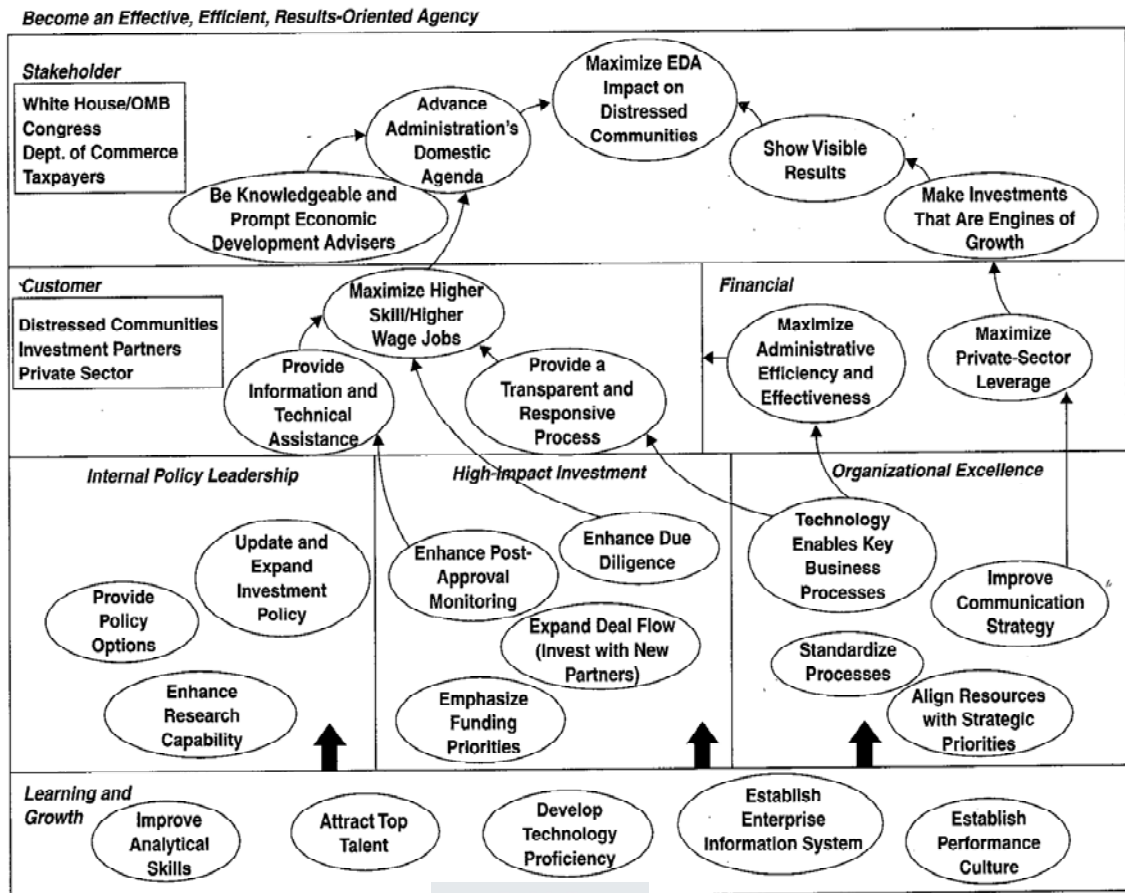 Become an Effective, Efficient, Results-Oriented Agency
Stakeholder
White House/OMB
Congress
Dept. of Commerce
Taxpayers
Maximize EDA
Impact on
Distressed
Communities
Advance
Administration's
Domestic
Agenda
Show Visible
Results
Be Knowledgeable and
Prompt Economic
Development Advisers
Make Investments
That Are Engines of
Growth
Customer
Distressed Communities
Investment Partners
Private Sector
Maximize Higher
Skill/Higher
Wage Jobs
Provide
Information and
Technical
Assistance
Provide a
Transparent and
Responsive
Process
Financial
Maximize
Administrative
Efficiency and
Effectiveness
Maximize
Private-Sector
Leverage
Internal Policy Leadership
Update and
Expand
Investment
Policy
Provide
Policy
Options
Enhance
Research
Capability
High-Impact Investment
Enhance Due
Diligence
Enhance Post-
Approval
Monitoring
Expand Deal Flow
(Invest with New
Partners)
Emphasize
Funding
Priorities
Organizational Excellence
Technology
Enables Key
Business
Processes
Improve
Communication
Strategy
Standardize
Processes
Align Resources
with Strategic
Priorities
Learning and
Growth
Improve
Analytical
Skills
Attract Top
Talent
Develop
Technology
Proficiency
Establish
Enterprise
Information System
Establish
Performance
Culture